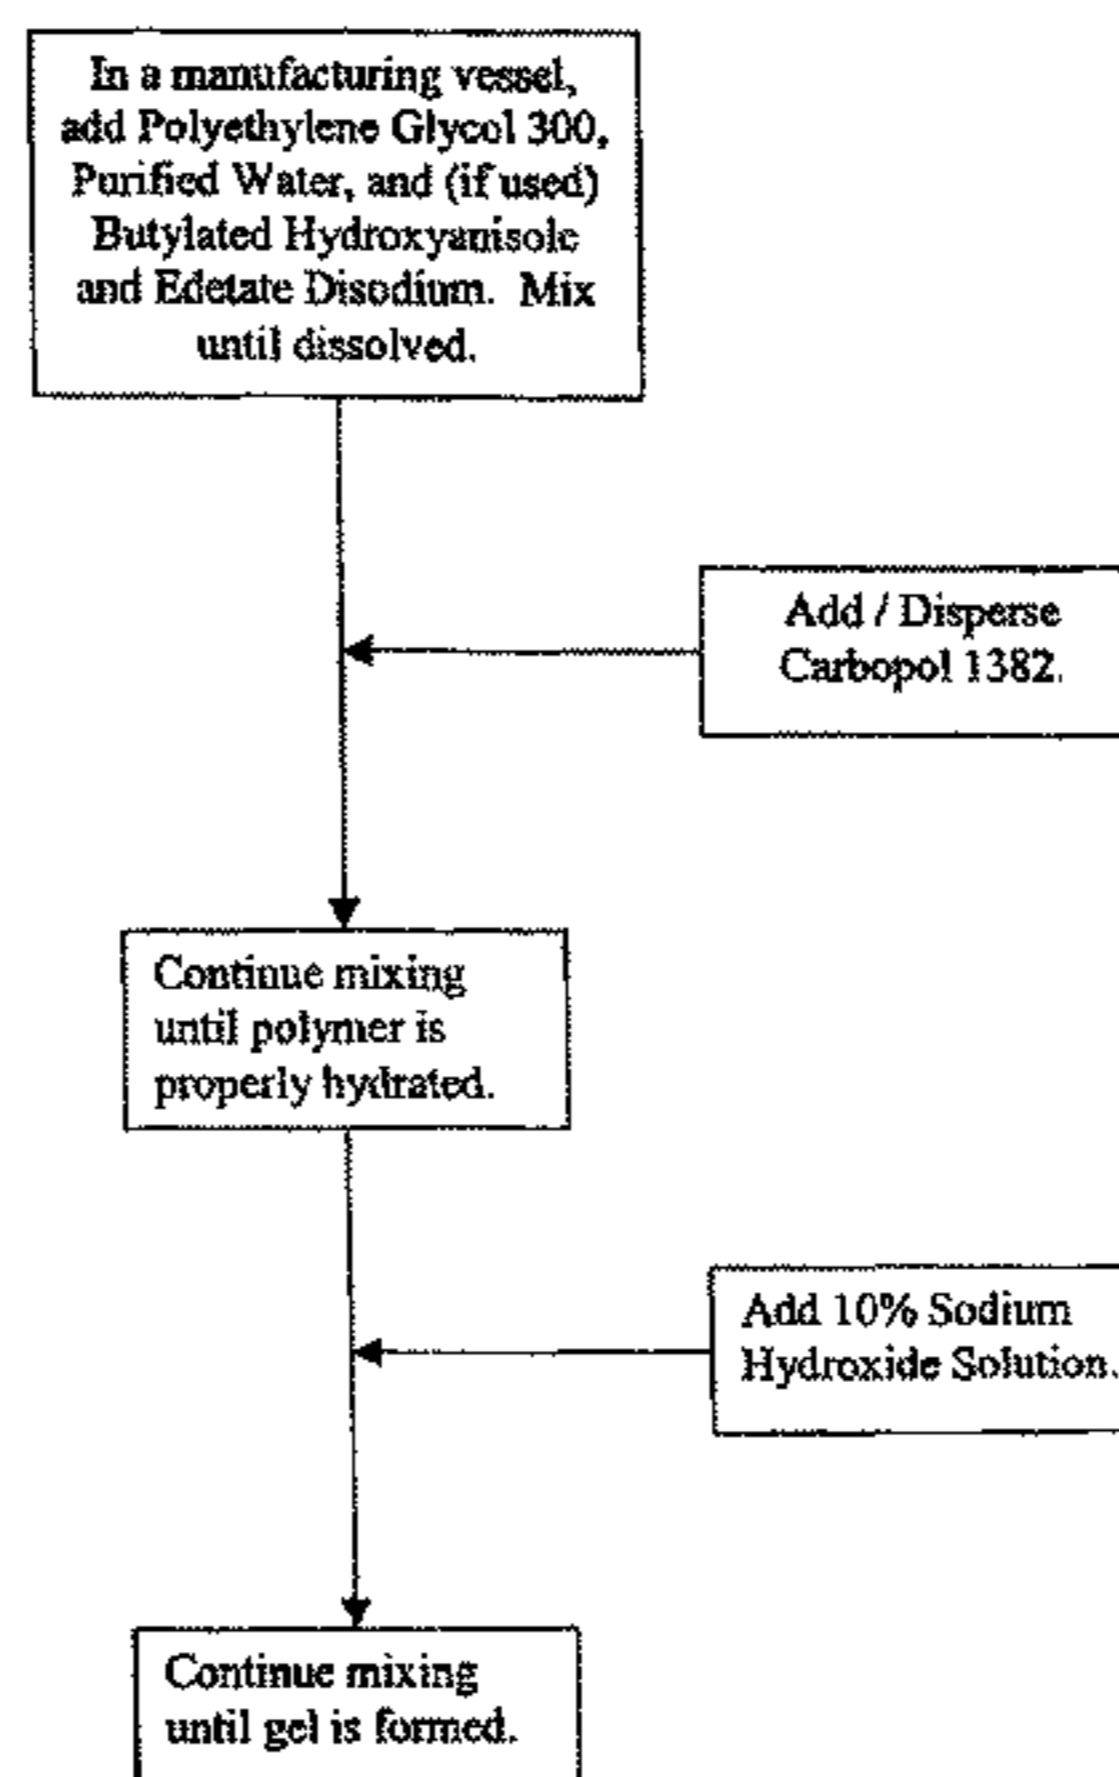 In a manufacturing vessel,
add Polyethylene Glycol 300,
Purified Water, and (if used)
Butylated Hydroxyanisole
and Edetate Disodium. Mix
until dissolved.
Add / Disperse
Carbopol 1382.
Continue mixing
until polymer is
properly hydrated.
Add 10% Sodium
Hydroxide Solution.
Continue mixing
until gel is formed.